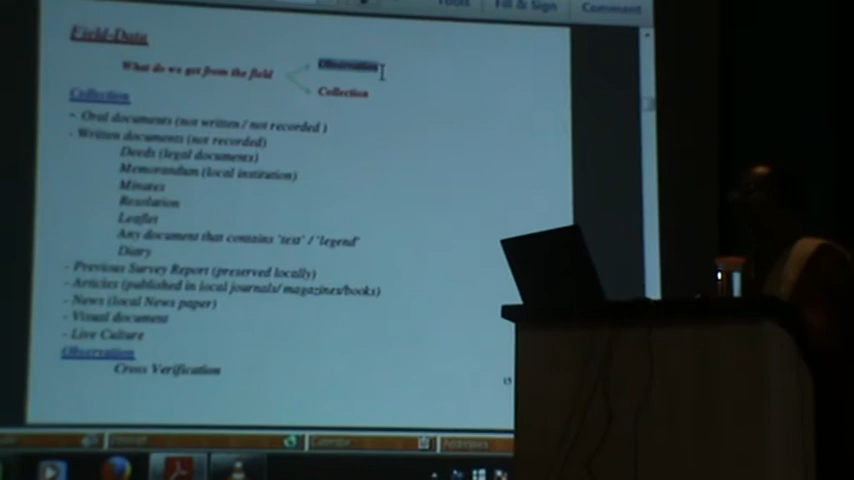 Tools Fill & Sign Comment
Field-Data
What do we get from the field
Observation
Collection
Collection
- Oral documents (not written / not recorded )
- Written documents (not recorded)
Deeds (legal documents)
Memorandum (local institution)
Minutes
Resolution
Leaflet
Any document that contains 'text' / 'legend'
Diary
- Previous Survey Report (preserved locally)
- Articles (published in local journals/ magazines/books)
- News (local News paper)
- Visual document
- Live Culture
Observation
Cross Verification
15
Calendar